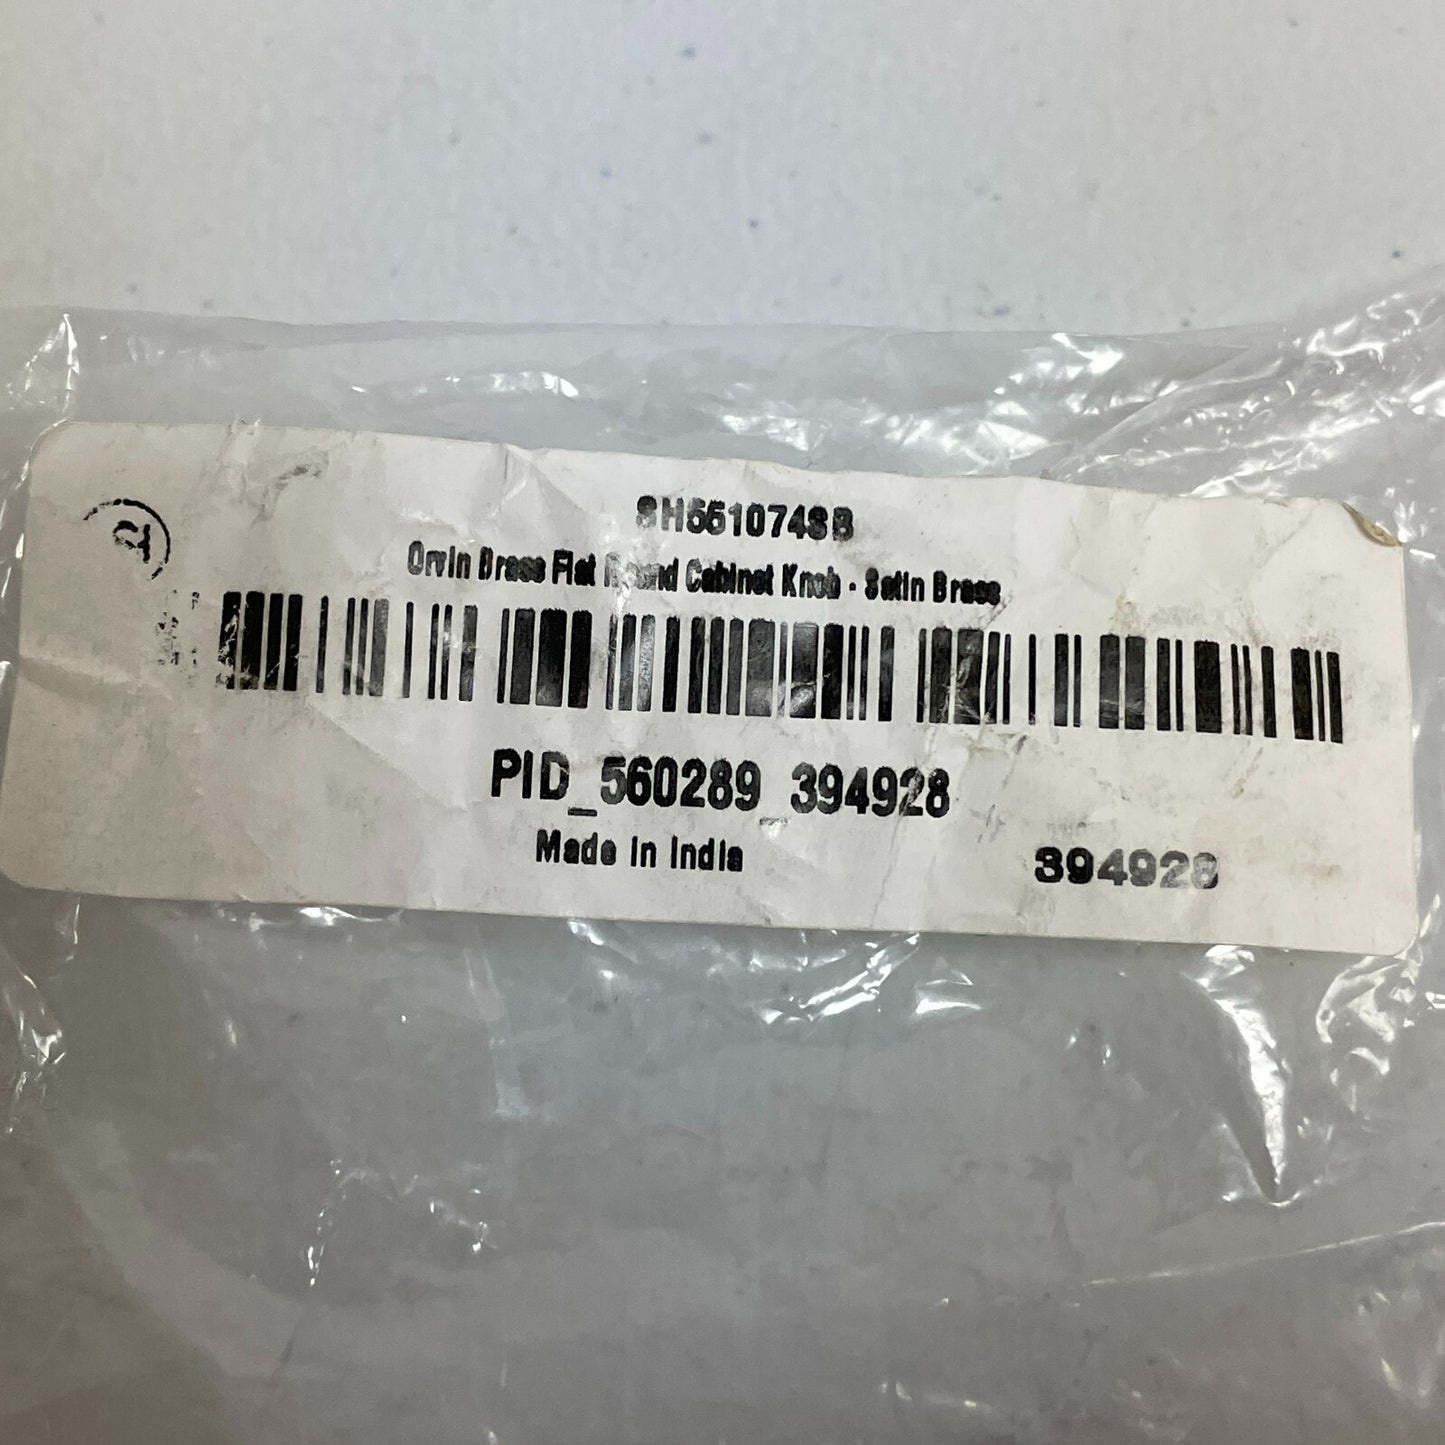 SH551074SB
Orvin Brass Flat Round Cabinet Knob - Satin Brass
PID_560289_394928
Made in India
394928